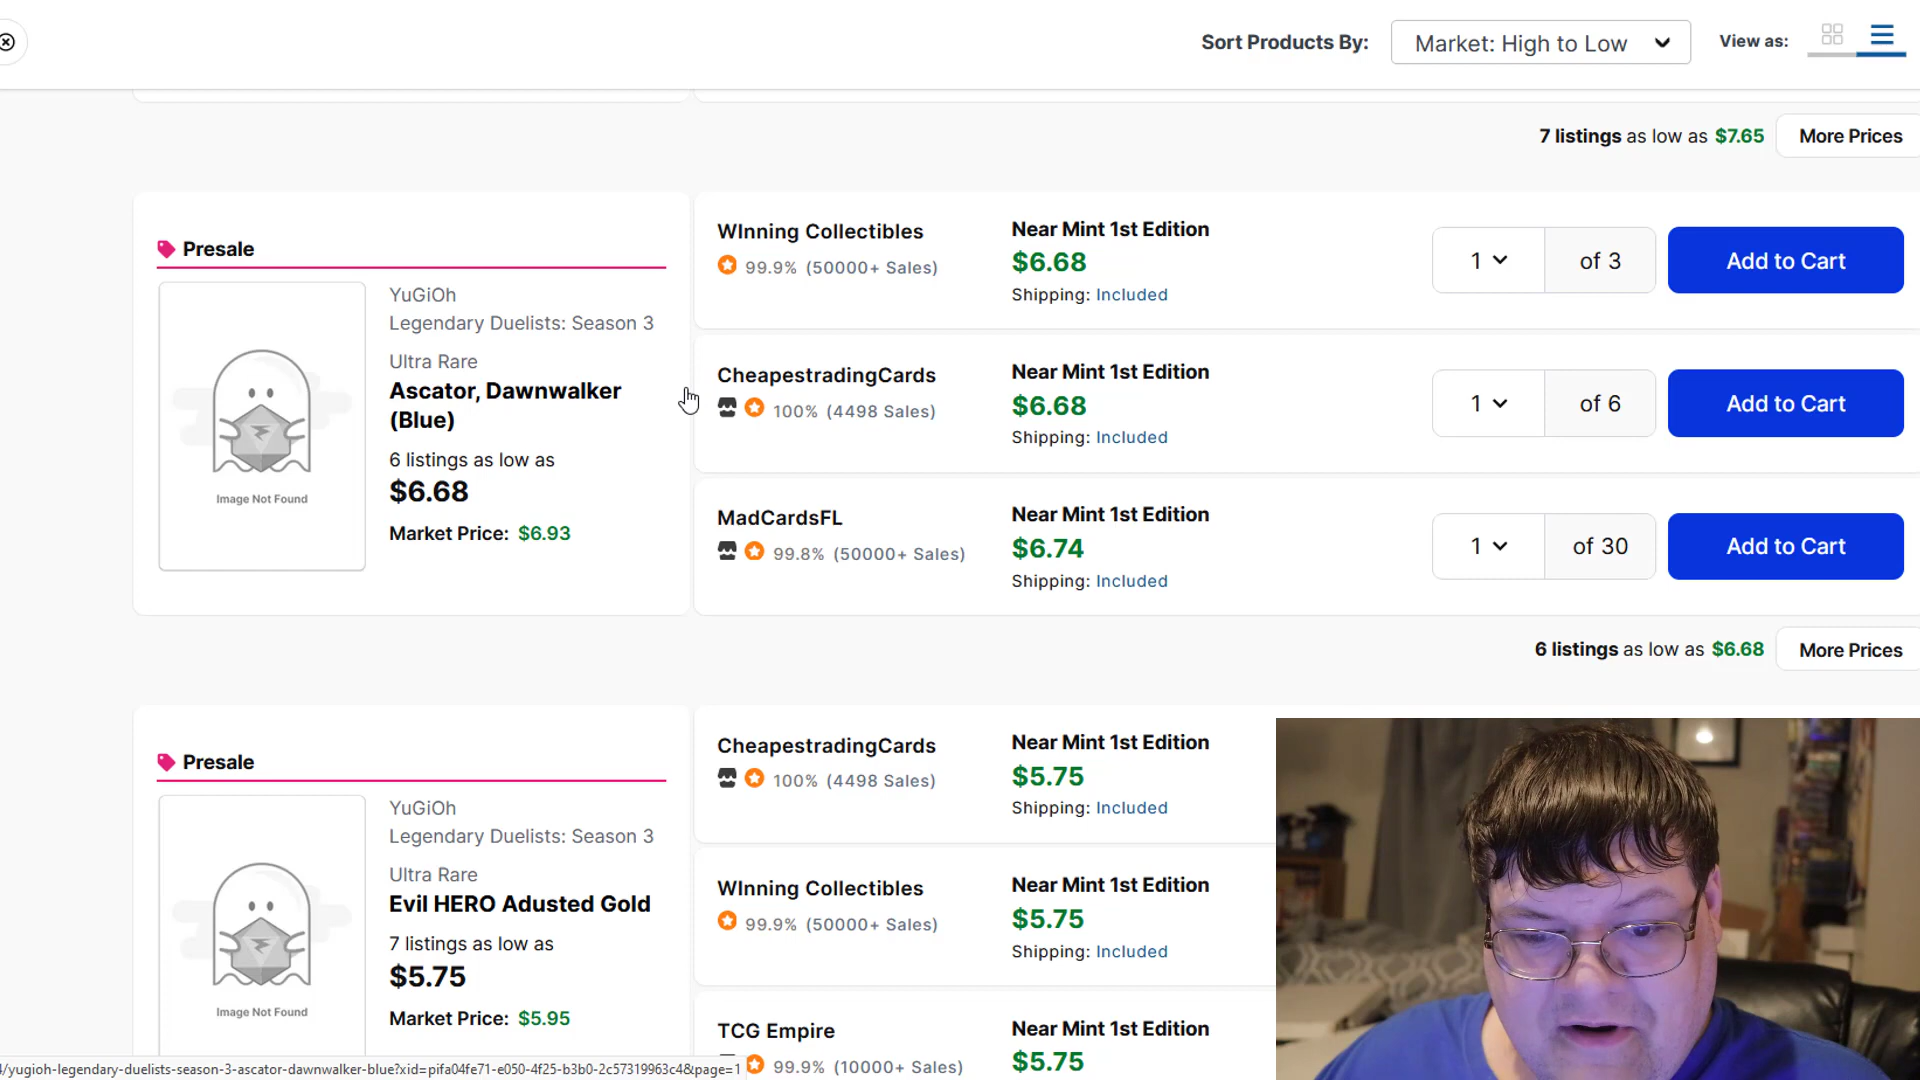 Sort Products By:
Market: High to Low
View as:
7 listings as low as $7.65
More Prices
Presale
YuGiOh
Legendary Duelists: Season 3
Ultra Rare
Ascator, Dawnwalker
(Blue)
6 listings as low as
$6.68
Market Price: $6.93
Image Not Found
WInning Collectibles
99.9% (50000+ Sales)
Near Mint 1st Edition
$6.68
Shipping: Included
1
of 3
Add to Cart
CheapestradingCards
100% (4498 Sales)
Near Mint 1st Edition
$6.68
Shipping: Included
1
of 6
Add to Cart
MadCardsFL
99.8% (50000+ Sales)
Near Mint 1st Edition
$6.74
Shipping: Included
1
of 30
Add to Cart
6 listings as low as $6.68
More Prices
Presale
YuGiOh
Legendary Duelists: Season 3
Ultra Rare
Evil HERO Adusted Gold
7 listings as low as
$5.75
Market Price: $5.95
Image Not Found
CheapestradingCards
100% (4498 Sales)
Near Mint 1st Edition
$5.75
Shipping: Included
WInning Collectibles
99.9% (50000+ Sales)
Near Mint 1st Edition
$5.75
Shipping: Included
TCG Empire
99.9% (10000+ Sales)
Near Mint 1st Edition
$5.75
/yugioh-legendary-duelists-season-3-ascator-dawnwalker-blue?xid=pifa04fe71-e050-4f25-b3b0-2c57319963c4&page=1